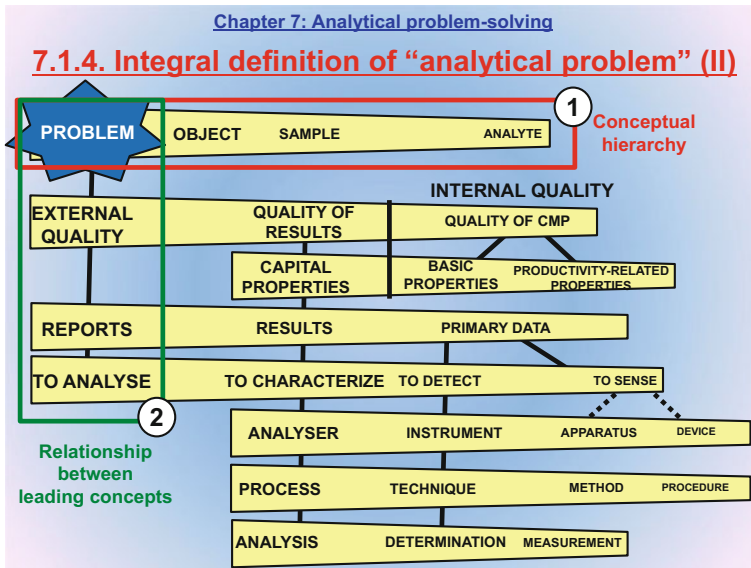 Chapter 7: Analytical problem-solving
7.1.4. Integral definition of “analytical problem” (II)
1
PROBLEM OBJECT SAMPLE ANALYTE
Conceptual
hierarchy
INTERNAL QUALITY
EXTERNAL
QUALITY
QUALITY OF
RESULTS
QUALITY OF CMP
CAPITAL
PROPERTIES
BASIC
PROPERTIES
PRODUCTIVITY-RELATED
PROPERTIES
REPORTS RESULTS PRIMARY DATA
TO ANALYSE TO CHARACTERIZE TO DETECT TO SENSE
2
ANALYSER INSTRUMENT APPARATUS DEVICE
Relationship
between
leading concepts
PROCESS TECHNIQUE METHOD PROCEDURE
ANALYSIS DETERMINATION MEASUREMENT